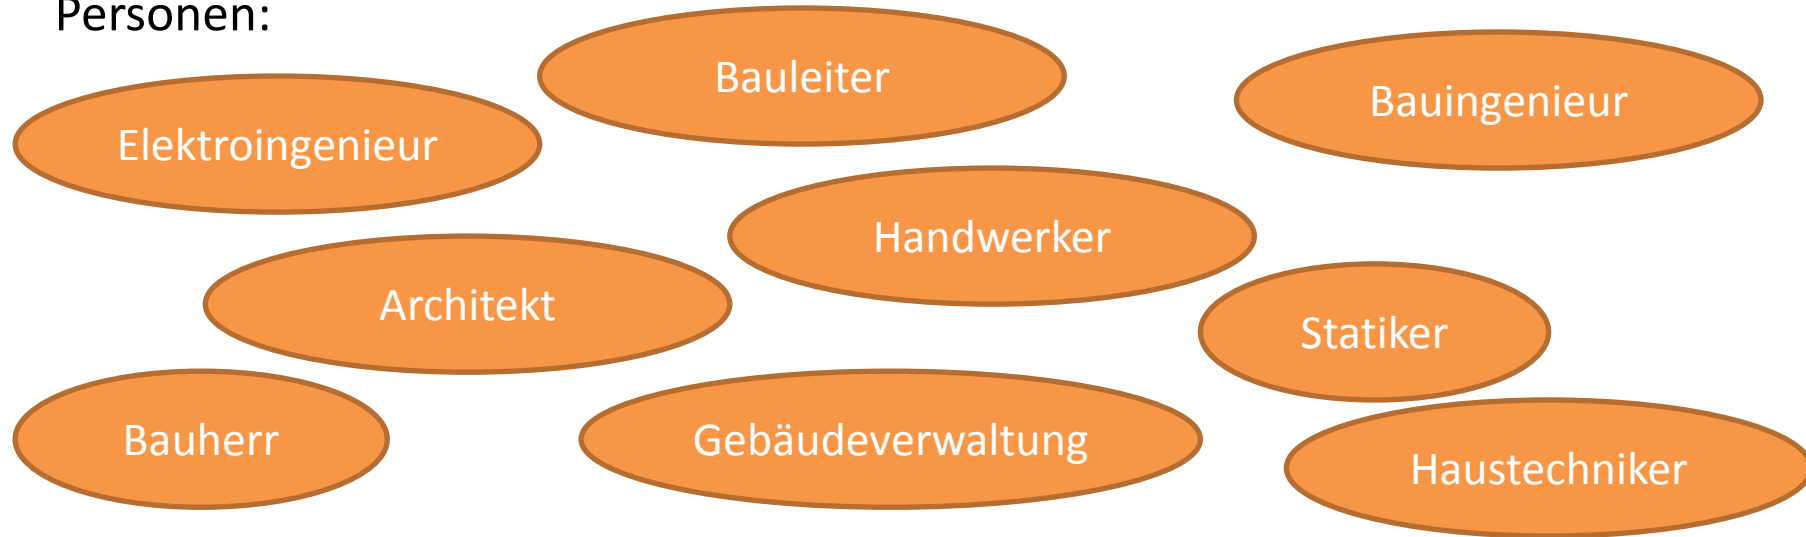 Personen:
Bauleiter
Bauingenieur
Elektroingenieur
Handwerker
Architekt
Statiker
Bauherr
Gebäudeverwaltung
Haustechniker